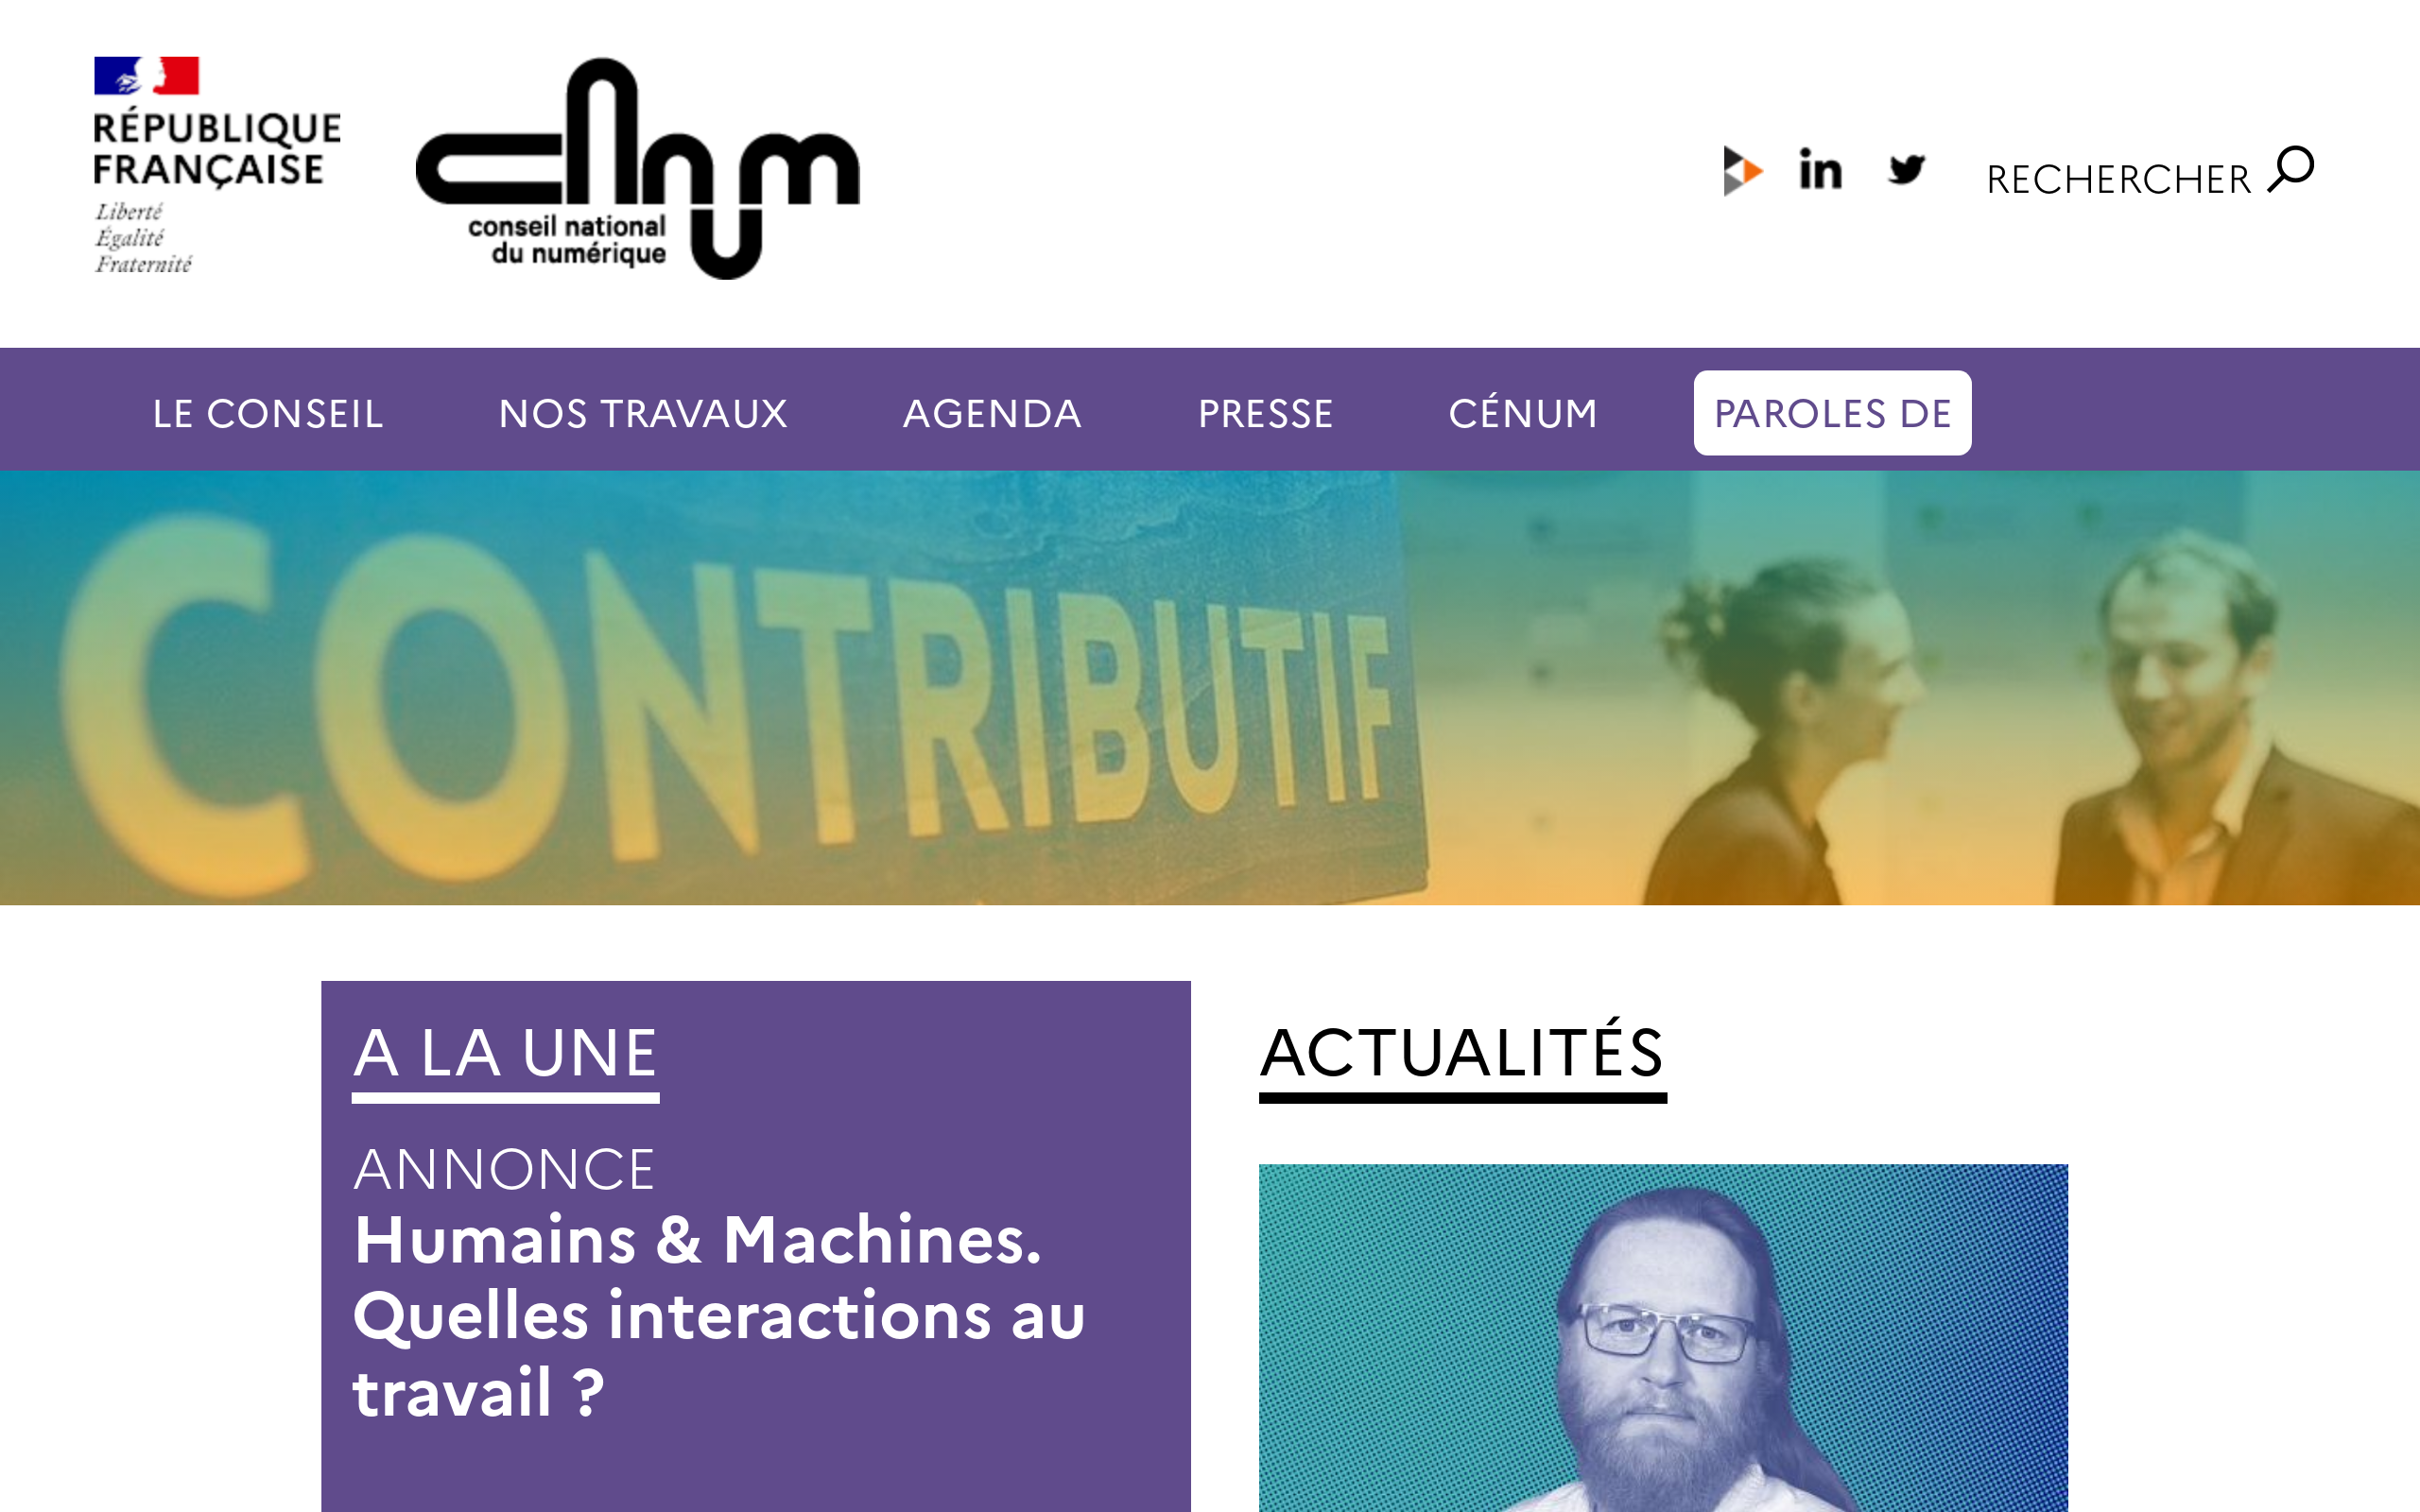 RÉPUBLIQUE
FRANÇAISE
Liberté
Égalité
Fraternité
cnnum
conseil national
du numérique
in
RECHERCHER
LE CONSEIL
NOS TRAVAUX
AGENDA
PRESSE
CÉNUM
PAROLES DE
CONTRIBUTIF
A LA UNE
ANNONCE
Humains & Machines.
Quelles interactions au
travail ?
ACTUALITÉS